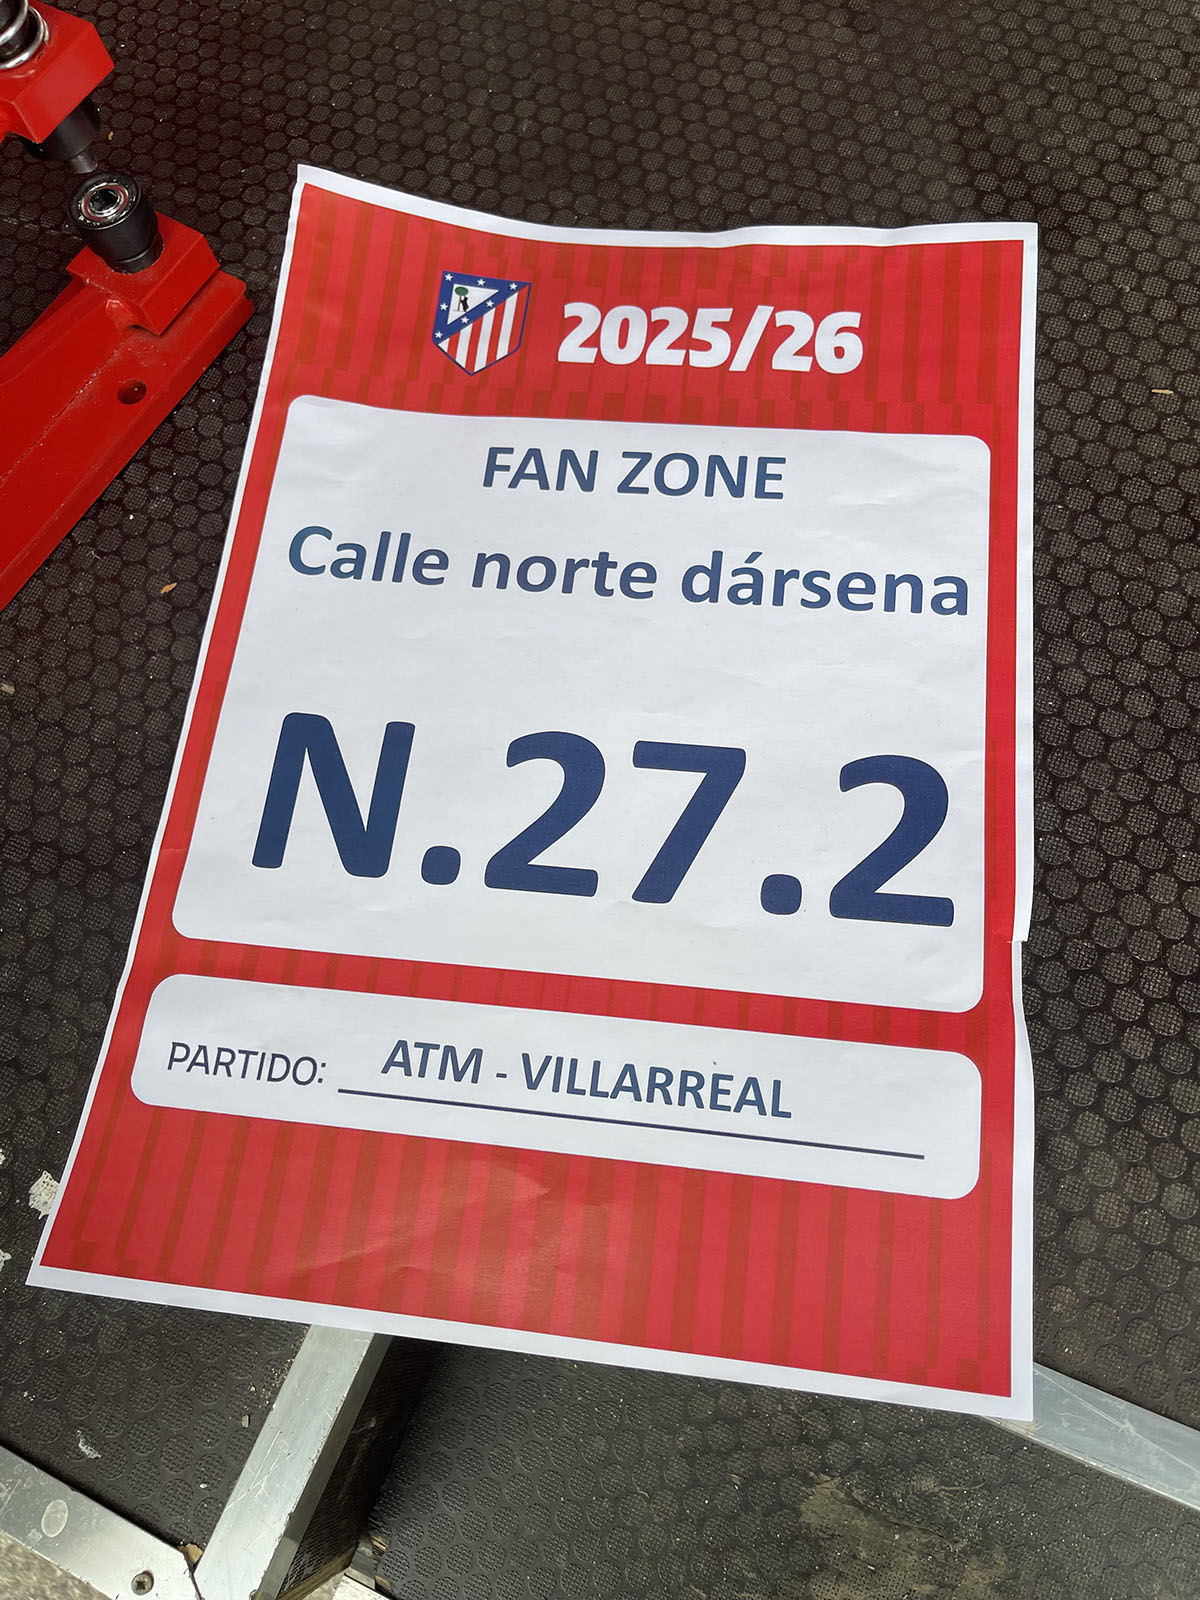 2025/26
FAN ZONE
Calle norte dársena
N.27.2
PARTIDO: ATM - VILLARREAL